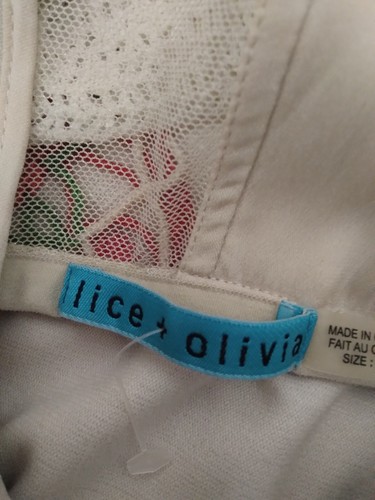 lice + olivia
MADE IN
FAIT AU
SIZE :